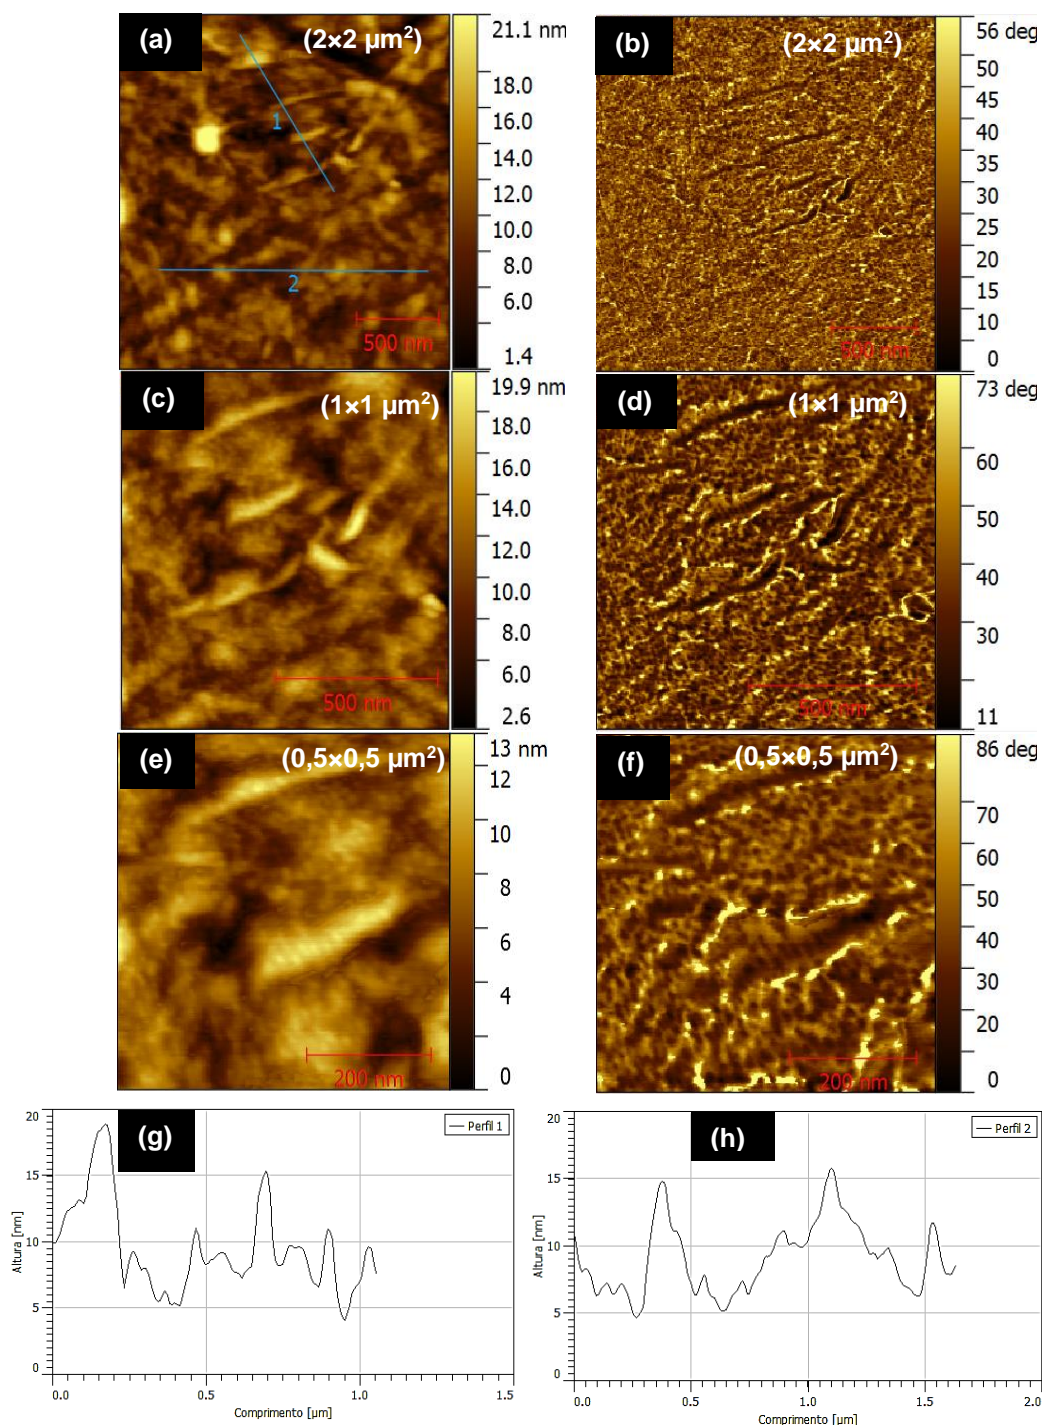 (a)
(2×2 µm²)
21.1 nm
18.0
16.0
14.0
12.0
10.0
8.0
6.0
1.4
1
2
500 nm
(b)
(2×2 µm²)
56 deg
50
45
40
35
30
25
20
15
10
0
500 nm
(c)
(1×1 µm²)
19.9 nm
18.0
16.0
14.0
12.0
10.0
8.0
6.0
2.6
500 nm
(d)
(1×1 µm²)
73 deg
60
50
40
30
11
500 nm
(e)
(0,5×0,5 µm²)
13 nm
12
10
8
6
4
0
200 nm
(f)
(0,5×0,5 µm²)
86 deg
70
60
50
40
30
20
0
200 nm
(g)
Perfil 1
Altura [nm]
20
15
10
5
0
0.0
0.5
1.0
1.5
Comprimento [µm]
(h)
Perfil 2
Altura [nm]
20
15
10
5
0
0.0
0.5
1.0
1.5
2.0
Comprimento [µm]